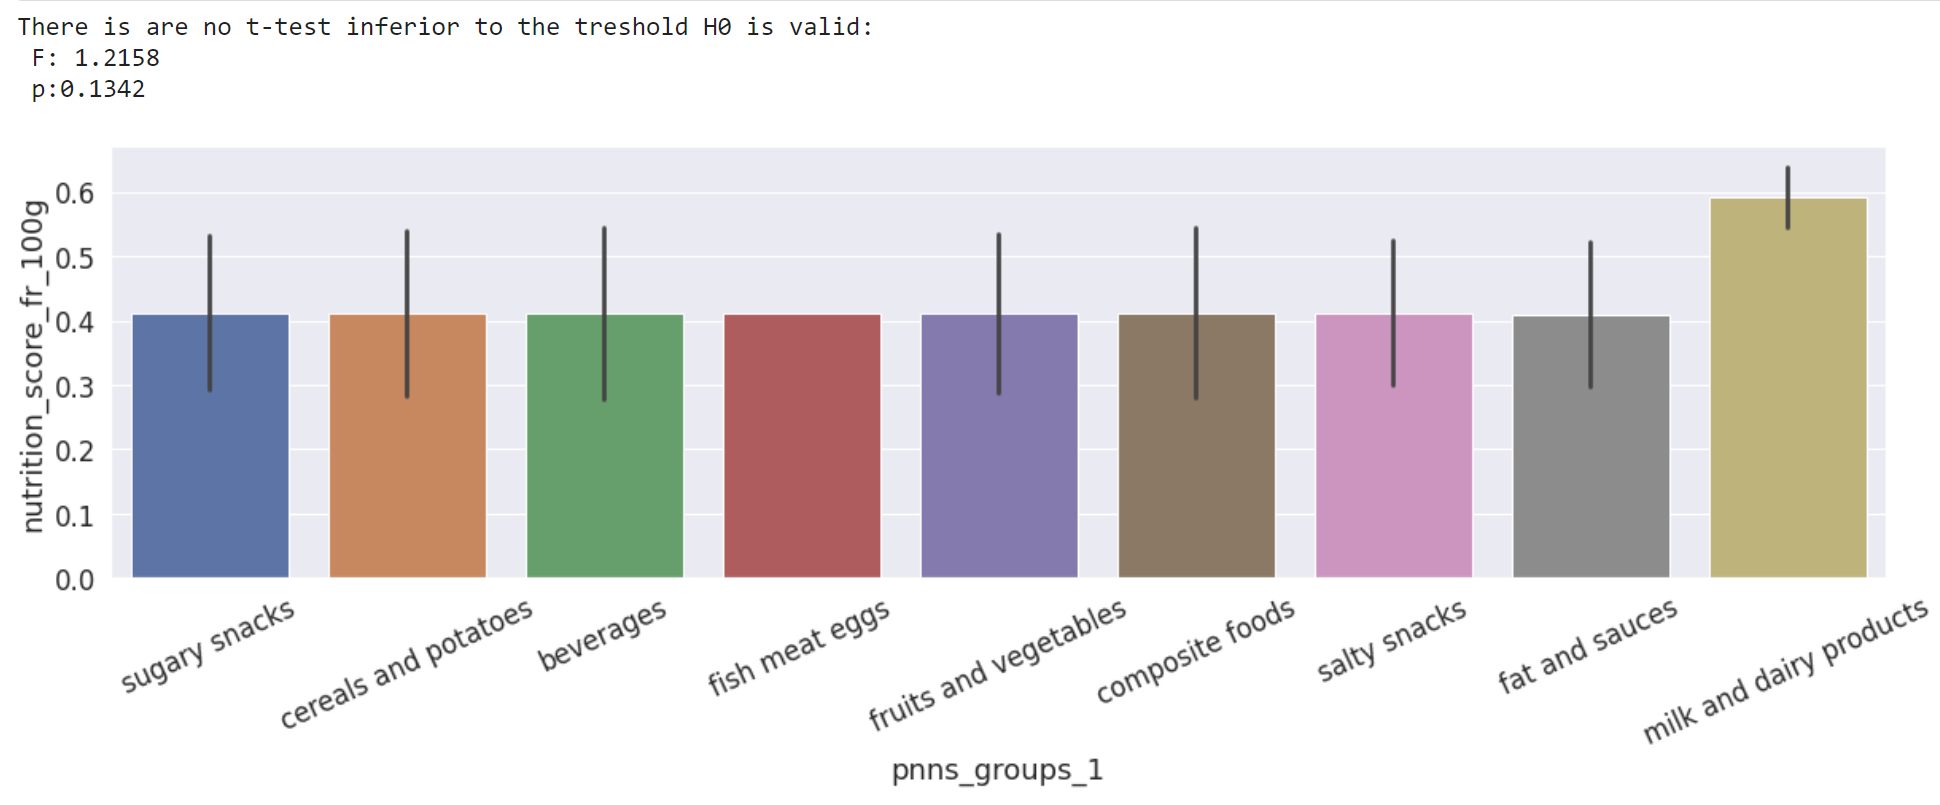 There is are no t-test inferior to the treshold H0 is valid:
F: 1.2158
p:0.1342
nutrition_score_fr_100g
0.6
0.5
0.4
0.3
0.2
0.1
0.0
sugary snacks
cereals and potatoes
beverages
fish meat eggs
fruits and vegetables
composite foods
salty snacks
fat and sauces
milk and dairy products
pnns_groups_1